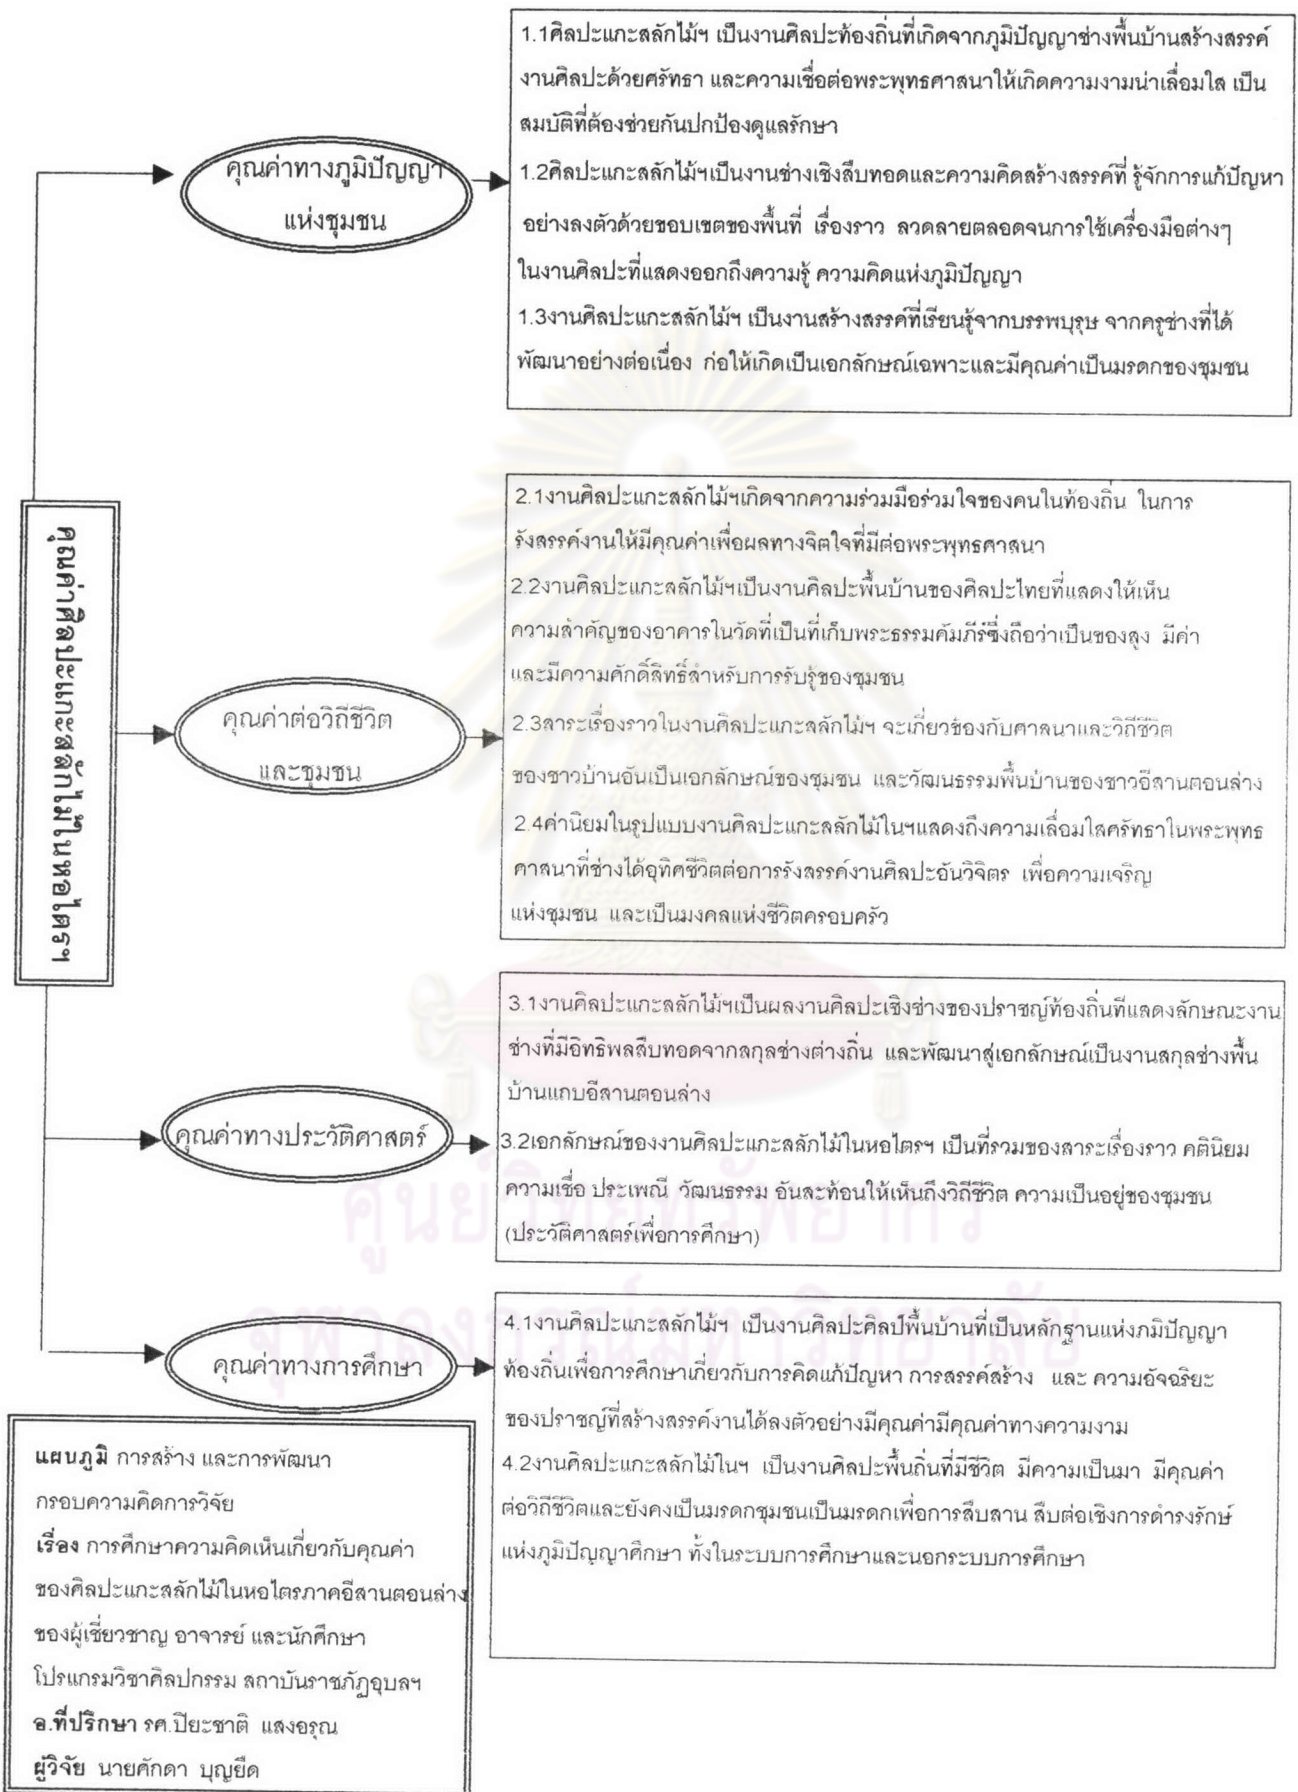 1.1ศิลปะแกะสลักไม้ฯ เป็นงานศิลปะท้องถิ่นที่เกิดจากภูมิปัญญาช่างพื้นบ้านสร้างสรรค์
งานศิลปะด้วยศรัทธา และความเชื่อต่อพระพุทธศาสนาให้เกิดความงามน่าเลื่อมใส เป็น
สมบัติที่ต้องช่วยกันปกป้องดูแลรักษา
คุณค่าทางภูมิปัญญา
แห่งชุมชน
1.2ศิลปะแกะสลักไม้ฯเป็นงานช่างเชิงสืบทอดและความคิดสร้างสรรค์ที่ รู้จักการแก้ปัญหา
อย่างลงตัวด้วยขอบเขตของพื้นที่ เรื่องราว ลวดลายตลอดจนการใช้เครื่องมือต่างๆ
ในงานศิลปะที่แสดงออกถึงความรู้ ความคิดแห่งภูมิปัญญา
1.3งานศิลปะแกะสลักไม้ฯ เป็นงานสร้างสรรค์ที่เรียนรู้จากบรรพบุรุษ จากครูช่างที่ได้
พัฒนาอย่างต่อเนื่อง ก่อให้เกิดเป็นเอกลักษณ์เฉพาะและมีคุณค่าเป็นมรดกของชุมชน
คุณค่าศิลปะแกะสลักไม้ในหอไตรฯ
2.1งานศิลปะแกะสลักไม้ฯเกิดจากความร่วมมือร่วมใจของคนในท้องถิ่น ในการ
รังสรรค์งานให้มีคุณค่าเพื่อผลทางจิตใจที่มีต่อพระพุทธศาสนา
2.2งานศิลปะแกะสลักไม้ฯเป็นงานศิลปะพื้นบ้านของศิลปะไทยที่แสดงให้เห็น
ความสำคัญของอาคารในวัดที่เป็นที่เก็บพระธรรมคัมภีร์ซึ่งถือว่าเป็นของสูง มีค่า
และมีความศักดิ์สิทธิ์สำหรับการรับรู้ของชุมชน
คุณค่าต่อวิถีชีวิต
และชุมชน
2.3สาระเรื่องราวในงานศิลปะแกะสลักไม้ฯ จะเกี่ยวข้องกับศาสนาและวิถีชีวิต
ของชาวบ้านอันเป็นเอกลักษณ์ของชุมชน และวัฒนธรรมพื้นบ้านของชาวอีสานตอนล่าง
2.4ค่านิยมในรูปแบบงานศิลปะแกะสลักไม้ในฯแสดงถึงความเลื่อมใสศรัทธาในพระพุทธ
ศาสนาที่ช่างได้อุทิศชีวิตต่อการรังสรรค์งานศิลปะอันวิจิตร เพื่อความเจริญ
แห่งชุมชน และเป็นมงคลแห่งชีวิตครอบครัว
3.1งานศิลปะแกะสลักไม้ฯเป็นผลงานศิลปะเชิงช่างของปราชญ์ท้องถิ่นที่แสดงลักษณะงาน
ช่างที่มีอิทธิพลสืบทอดจากสกุลช่างต่างถิ่น และพัฒนาสู่เอกลักษณ์เป็นงานสกุลช่างพื้น
บ้านแถบอีสานตอนล่าง
คุณค่าทางประวัติศาสตร์
3.2เอกลักษณ์ของงานศิลปะแกะสลักไม้ในหอไตรฯ เป็นที่รวมของสาระเรื่องราว คตินิยม
ความเชื่อ ประเพณี วัฒนธรรม อันสะท้อนให้เห็นถึงวิถีชีวิต ความเป็นอยู่ของชุมชน
(ประวัติศาสตร์เพื่อการศึกษา)
ศูนย์วิทยทรัพยากร
จุฬาลงกรณ์มหาวิทยาลัย
คุณค่าทางการศึกษา
4.1งานศิลปะแกะสลักไม้ฯ เป็นงานศิลปะศิลป์พื้นบ้านที่เป็นหลักฐานแห่งภมิปัญญา
ท้องถิ่นเพื่อการศึกษาเกี่ยวกับการคิดแก้ปัญหา การสรรค์สร้าง และ ความอัจฉริยะ
ของปราชญ์ที่สร้างสรรค์งานได้ลงตัวอย่างมีคุณค่ามีคุณค่าทางความงาม
4.2งานศิลปะแกะสลักไม้ในฯ เป็นงานศิลปะพื้นถิ่นที่มีชีวิต มีความเป็นมา มีคุณค่า
ต่อวิถีชีวิตและยังคงเป็นมรดกชุมชนเป็นมรดกเพื่อการสืบสาน สืบต่อเชิงการดำรงรักษ์
แห่งภูมิปัญญาศึกษา ทั้งในระบบการศึกษาและนอกระบบการศึกษา
แผนภูมิ การสร้าง และการพัฒนา
กรอบความคิดการวิจัย
เรื่อง การศึกษาความคิดเห็นเกี่ยวกับคุณค่า
ของศิลปะแกะสลักไม้ในหอไตรภาคอีสานตอนล่าง
ของผู้เชี่ยวชาญ อาจารย์ และนักศึกษา
โปรแกรมวิชาศิลปกรรม สถาบันราชภัฏอุบลฯ
อ.ที่ปรึกษา รศ.ปิยะชาติ แสงอรุณ
ผู้วิจัย นายศักดา บุญยืด